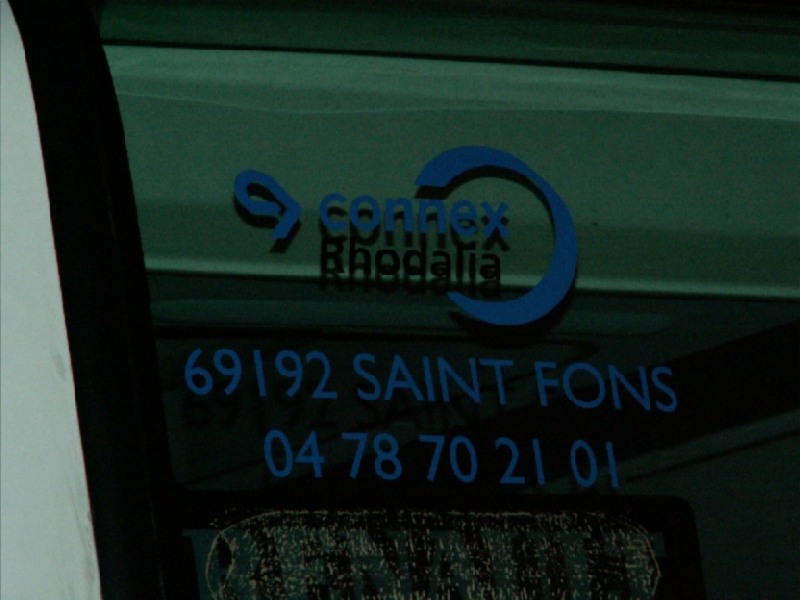 connex
Rhodalia
69192 SAINT FONS
04 78 70 21 01
RENAULT